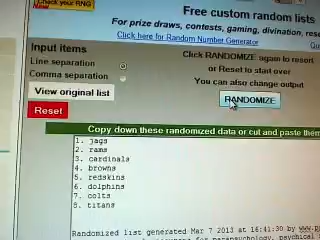 Check your RNG
Free custom random lists
For prize draws, contests, gaming, divination, rese
Click here for Random Number Generator
Input items
Click RANDOMIZE again to resort
Line separation
or Reset to start over
Comma separation
You can also change output
View original list
RANDOMIZE
Reset
Copy down these randomized data or cut and paste them
1. jags
2. rams
3. cardinals
4. browns
5. redskins
6. dolphins
7. colts
8. titans
Randomized list generated Mar 7 2013 at 16:41:30 by